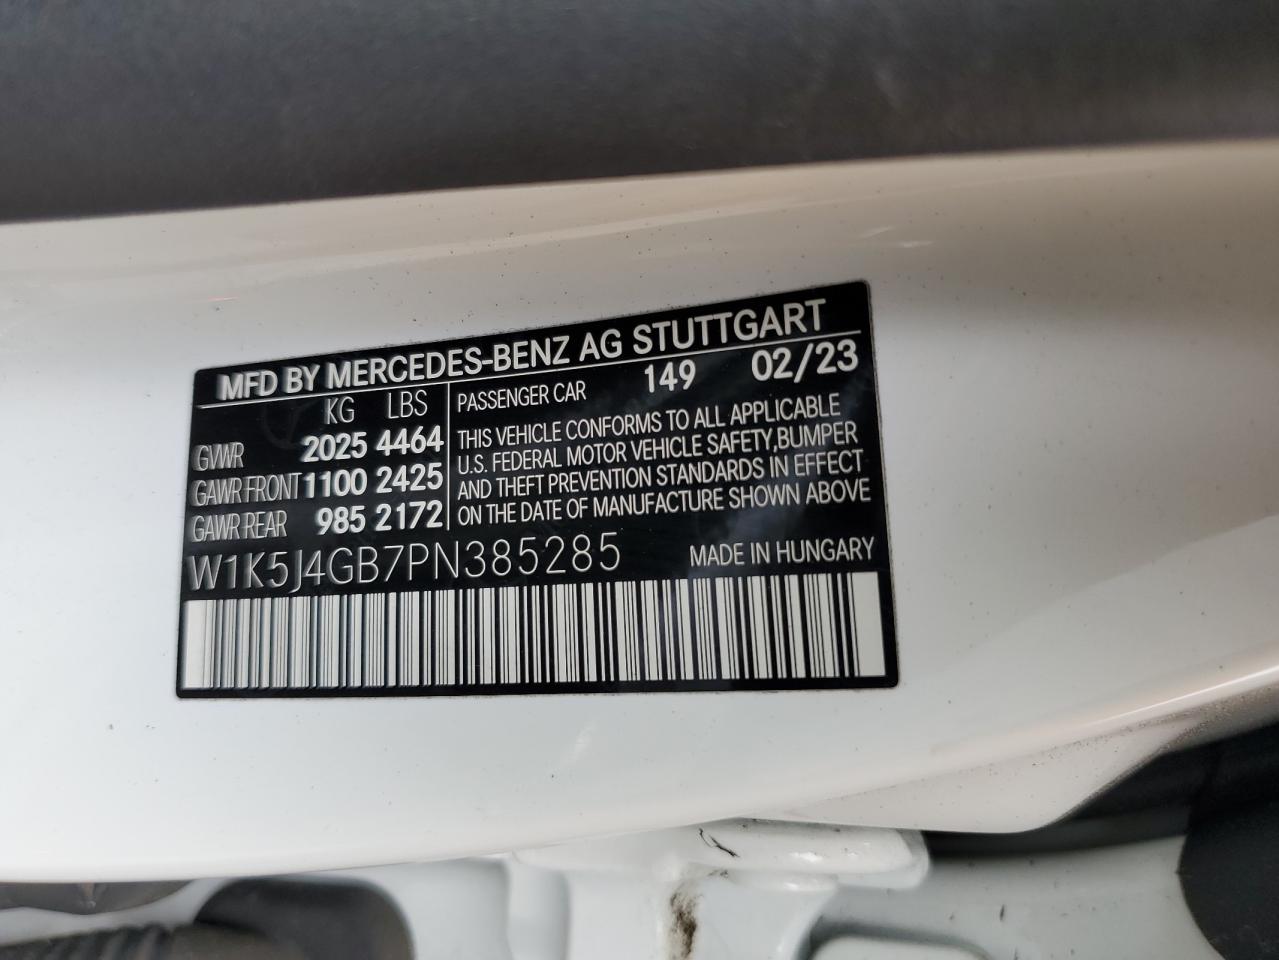 MFD BY MERCEDES-BENZ AG STUTTGART
KG LBS
GVWR 2025 4464
GAWR FRONT 1100 2425
GAWR REAR 985 2172
PASSENGER CAR 149 02/23
THIS VEHICLE CONFORMS TO ALL APPLICABLE
U.S. FEDERAL MOTOR VEHICLE SAFETY,BUMPER
AND THEFT PREVENTION STANDARDS IN EFFECT
ON THE DATE OF MANUFACTURE SHOWN ABOVE
W1K5J4GB7PN385285 MADE IN HUNGARY